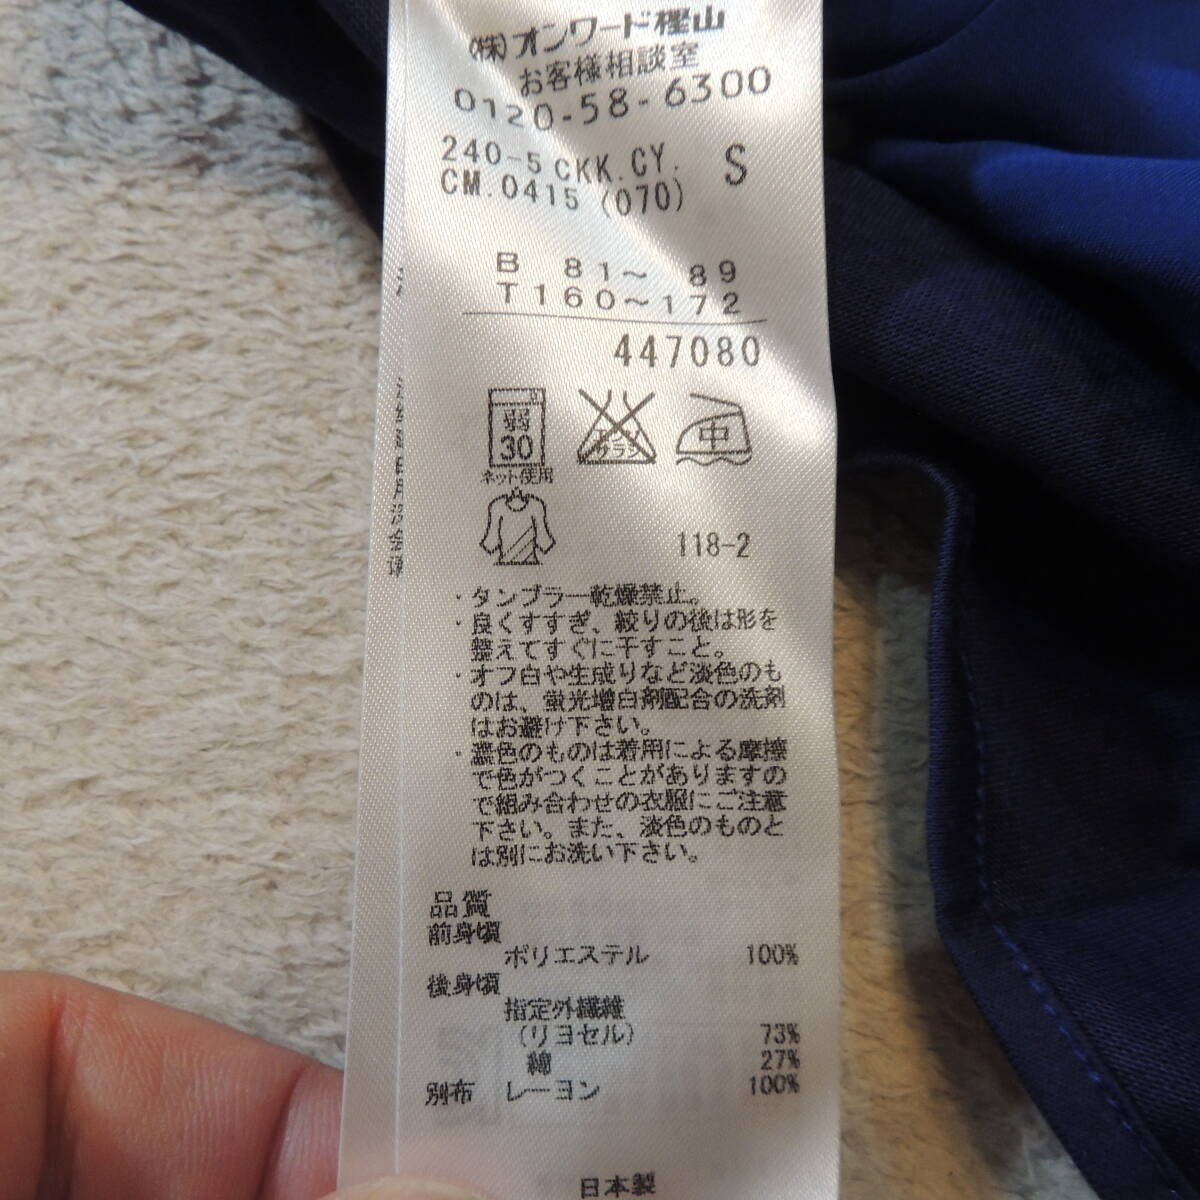 (株)オンワード樫山
お客様相談室
0120-58-6300
240-5 CKK.CY. S
CM.0415 (070)
B 81～ 89
T160～172
447080
弱
30
ネット使用
エンソ
サラシ
中
118-2
・タンブラー乾燥禁止。
・良くすすぎ、絞りの後は形を
整えてすぐに干すこと。
・オフ白や生成りなど淡色のも
のは、蛍光増白剤配合の洗剤
はお避け下さい。
・濃色のものは着用による摩擦
で色がつくことがありますの
で組み合わせの衣服にご注意
下さい。また、淡色のものと
は別にお洗い下さい。
品質
前身頃
ポリエステル 100%
後身頃
指定外繊維
(リヨセル) 73%
綿 27%
別布 レーヨン 100%
日本製